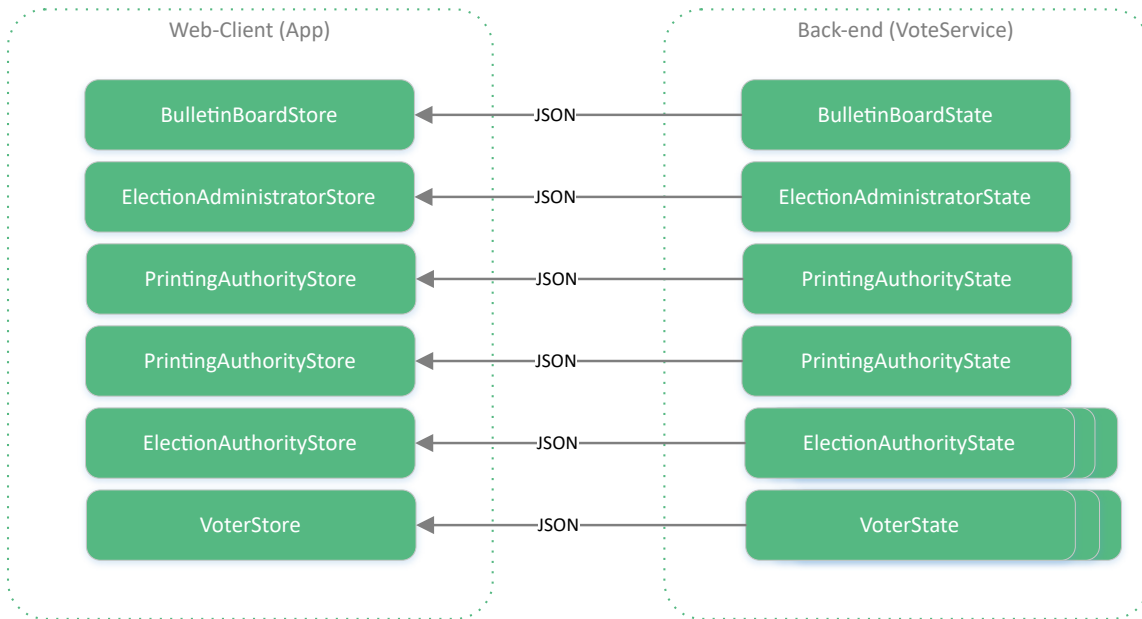 Web-Client (App)
Back-end (VoteService)
BulletinBoardStore
JSON
BulletinBoardState
ElectionAdministratorStore
JSON
ElectionAdministratorState
PrintingAuthorityStore
JSON
PrintingAuthorityState
PrintingAuthorityStore
JSON
PrintingAuthorityState
ElectionAuthorityStore
JSON
ElectionAuthorityState
VoterStore
JSON
VoterState